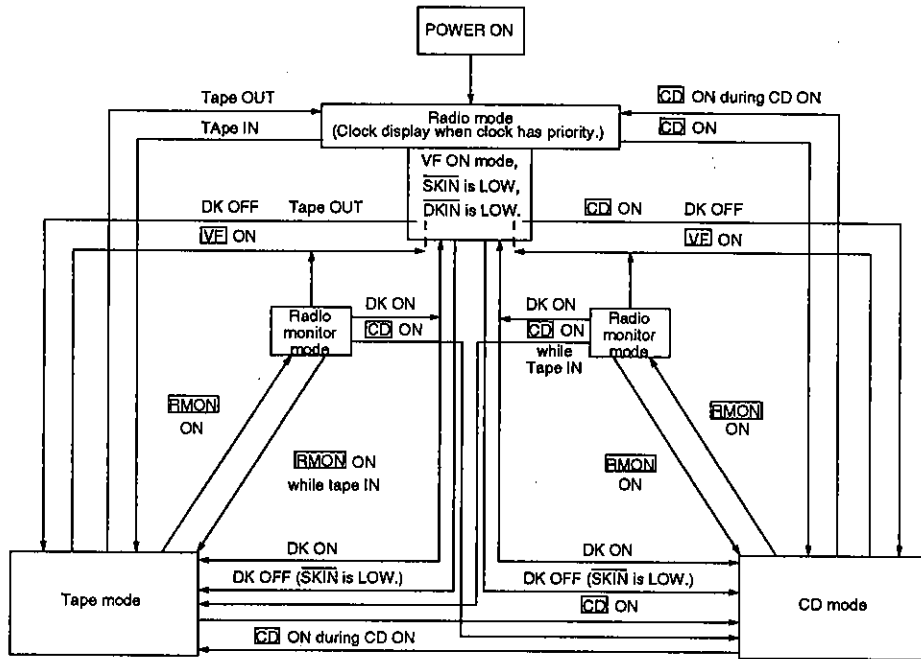 POWER ON
Tape OUT
CD ON during CD ON
Radio mode
(Clock display when clock has priority.)
TApe IN
CD ON
VF ON mode,
SKIN is LOW,
DKIN is LOW.
DK OFF
Tape OUT
CD ON
DK OFF
VF ON
VF ON
Radlo
monitor
mode
DK ON
CD ON
DK ON
CD ON
while
Tape IN
Radlo
monitor
mode
RMON
ON
RMON
ON
RMON ON
while tape IN
RMON
ON
DK ON
DK ON
Tape mode
DK OFF (SKIN is LOW.)
DK OFF (SKIN is LOW.)
CD mode
CD ON
CD ON during CD ON